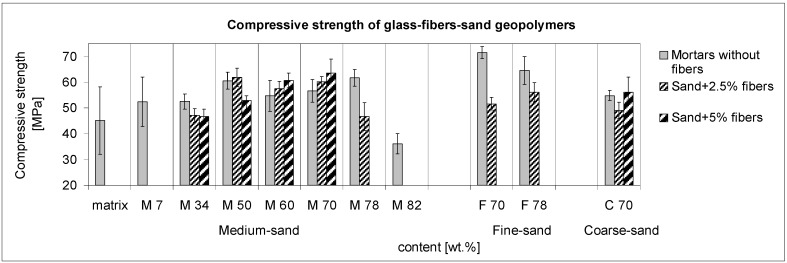 Compressive strength of glass-fibers-sand geopolymers
Compressive strength
[MPa]
70
60
50
40
30
20
matrix M 7 M 34 M 50 M 60 M 70 M 78 M 82 F 70 F 78 C 70
Medium-sand Fine-sand Coarse-sand
content [wt.%]
Mortars without
fibers
Sand+2.5% fibers
Sand+5% fibers